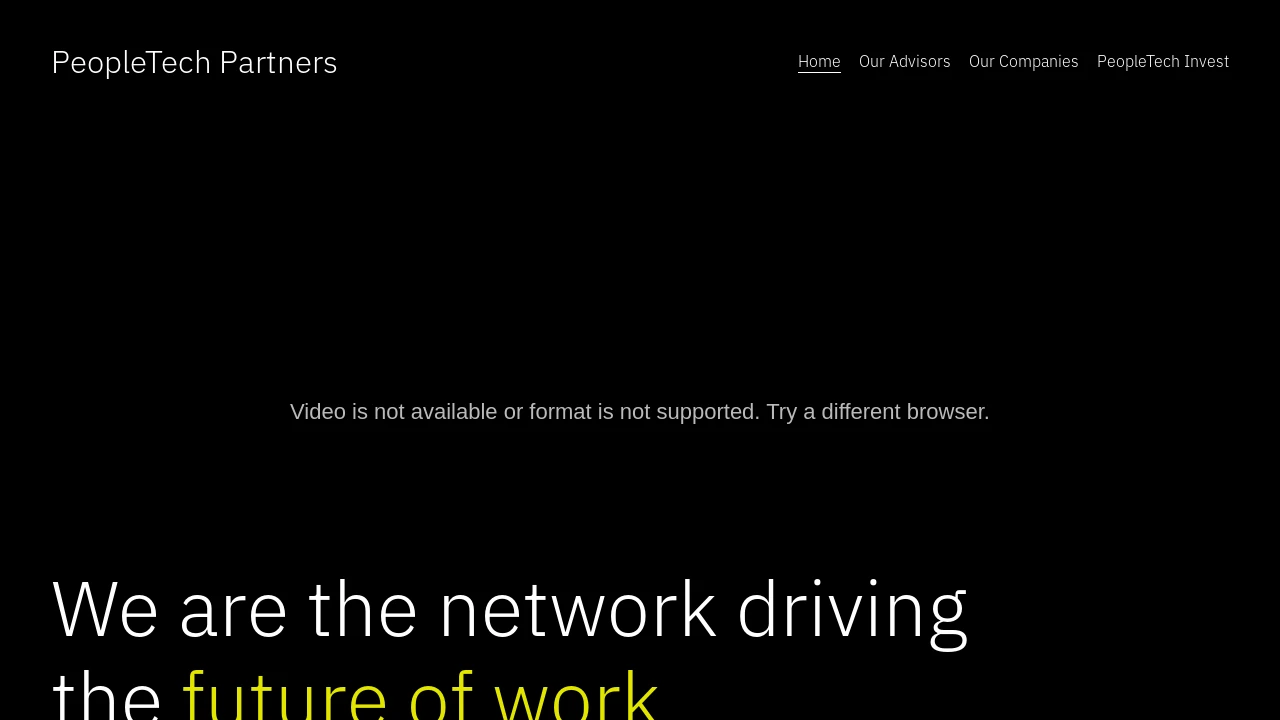 PeopleTech Partners
Home Our Advisors Our Companies PeopleTech Invest
Video is not available or format is not supported. Try a different browser.
We are the network driving
the future of work